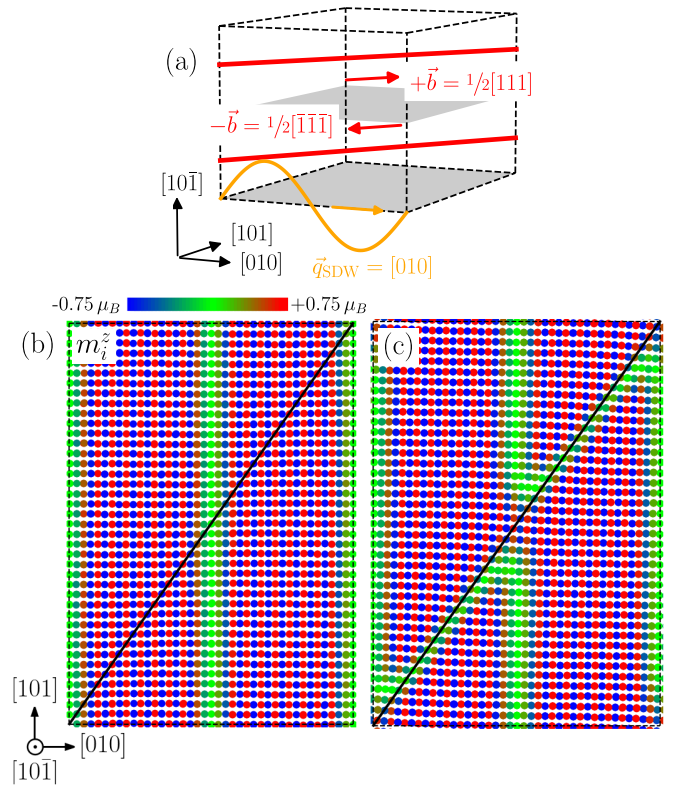 (a)
+b⃗ = 1/2[111]
−b⃗ = 1/2[1̄1̄1̄]
[101̄]
[101]
[010]
q⃗SDW = [010]
-0.75 μB
+0.75 μB
(b)
mᵢᶻ
(c)
[101]
[010]
[101̄]